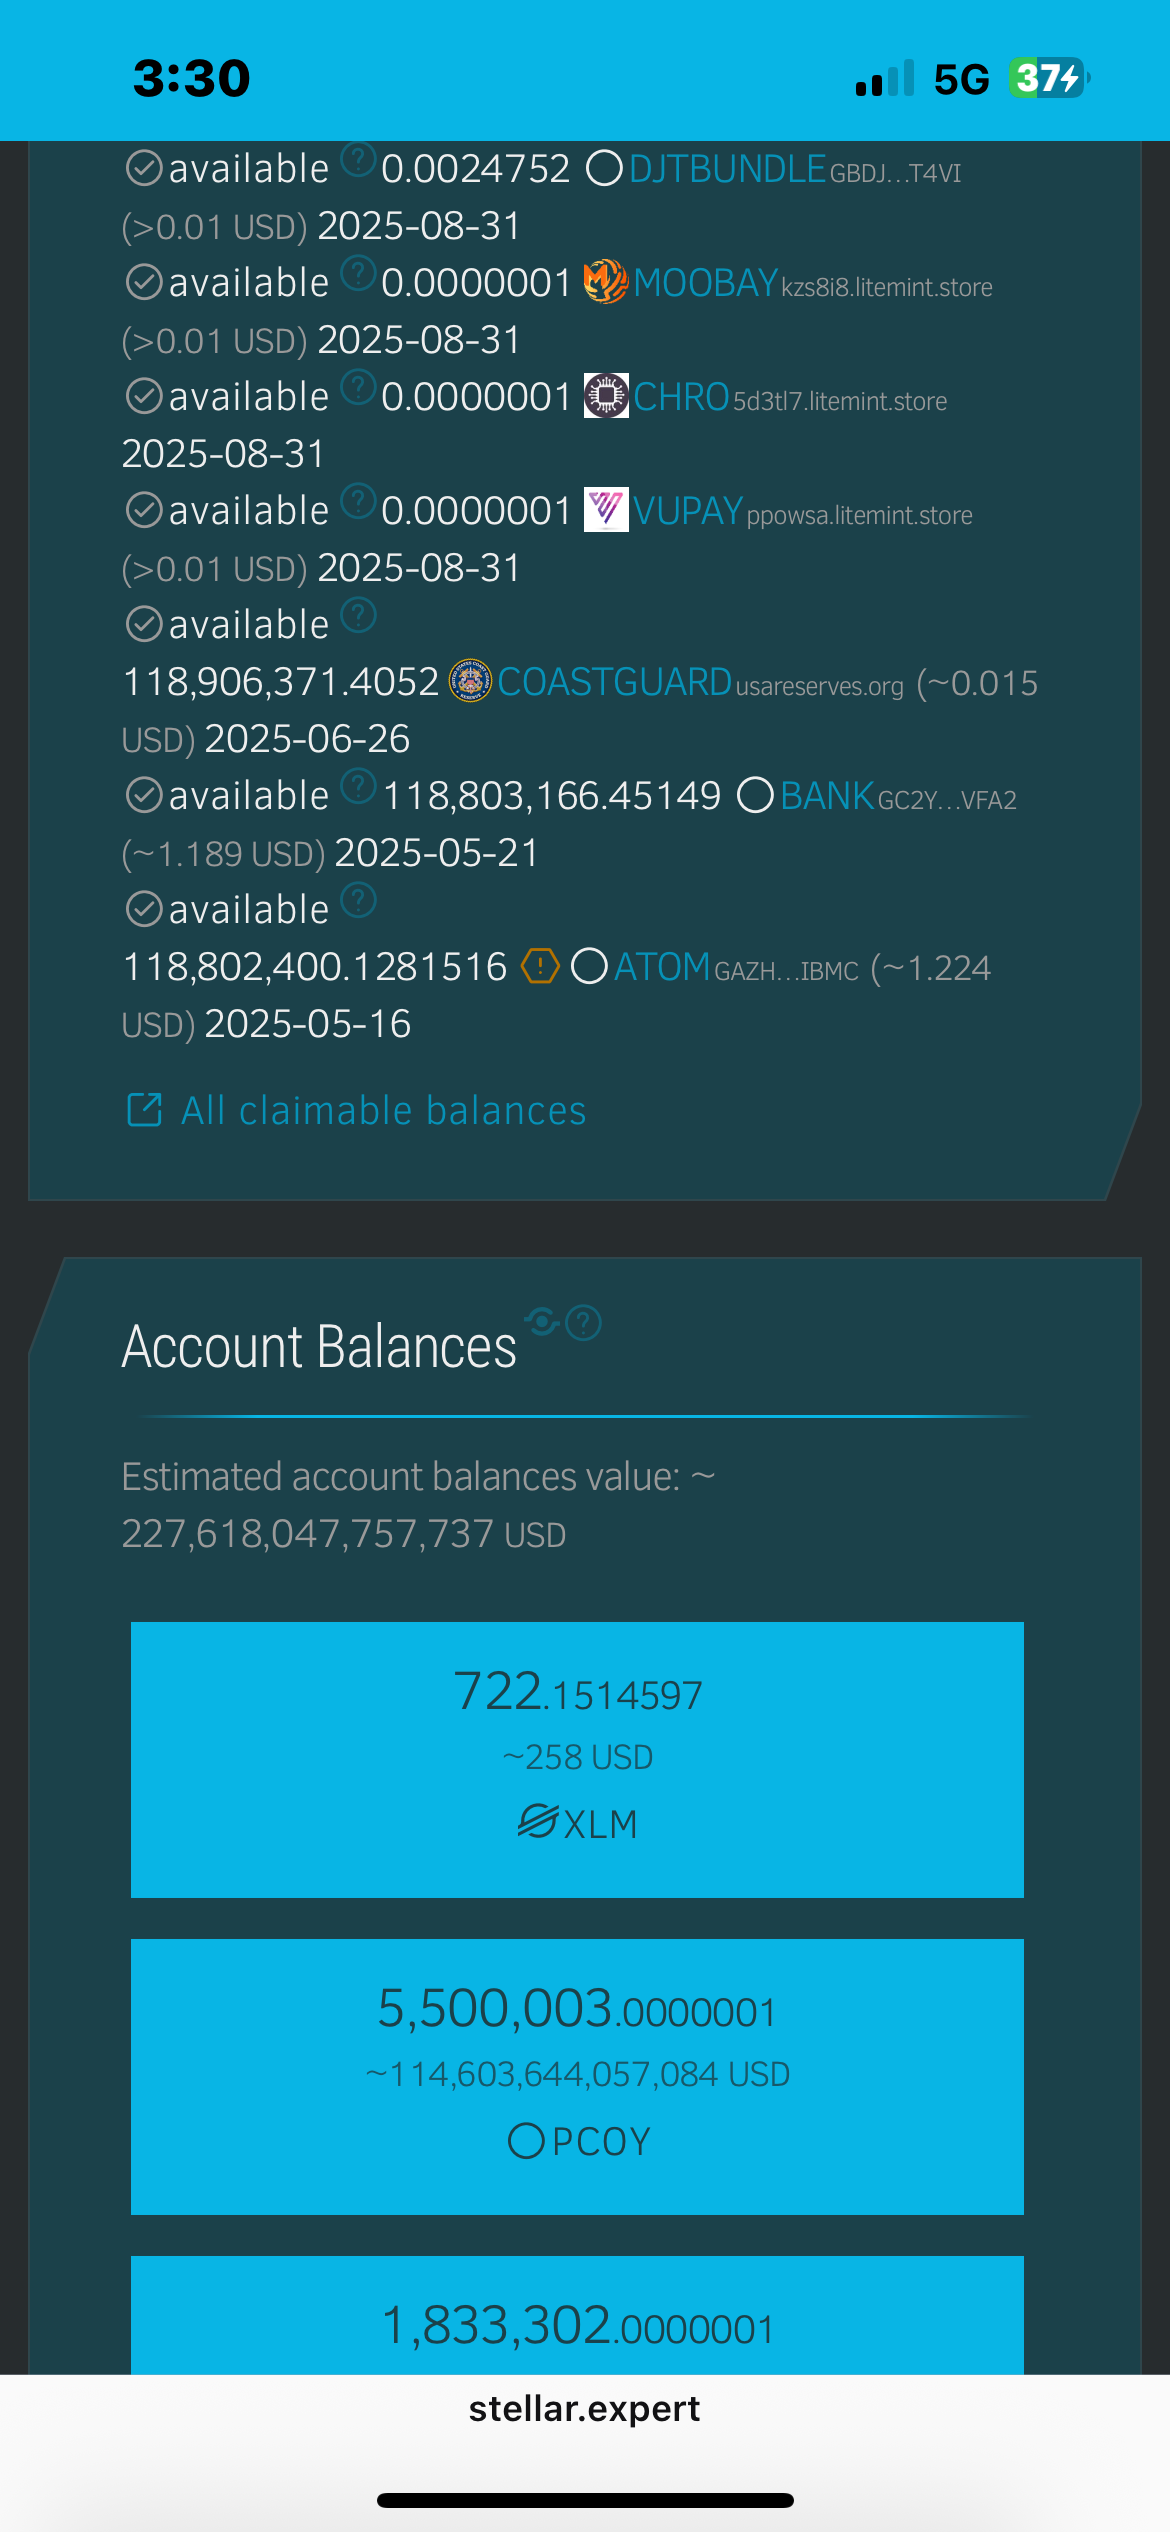 3:30
5G 37
available ? 0.0024752 DJTBUNDLE GBDJ…T4VI
(>0.01 USD) 2025-08-31
available ? 0.0000001 MOOBAY kzs8i8.litemint.store
(>0.01 USD) 2025-08-31
available ? 0.0000001 CHRO 5d3tl7.litemint.store
2025-08-31
available ? 0.0000001 VUPAY ppowsa.litemint.store
(>0.01 USD) 2025-08-31
available ?
118,906,371.4052 COASTGUARD usareserves.org (~0.015
USD) 2025-06-26
available ? 118,803,166.45149 BANK GC2Y…VFA2
(~1.189 USD) 2025-05-21
available ?
118,802,400.1281516 ! ATOM GAZH…IBMC (~1.224
USD) 2025-05-16
All claimable balances
Account Balances ?
Estimated account balances value: ~
227,618,047,757,737 USD
722.1514597
~258 USD
XLM
5,500,003.0000001
~114,603,644,057,084 USD
PCOY
1,833,302.0000001
stellar.expert